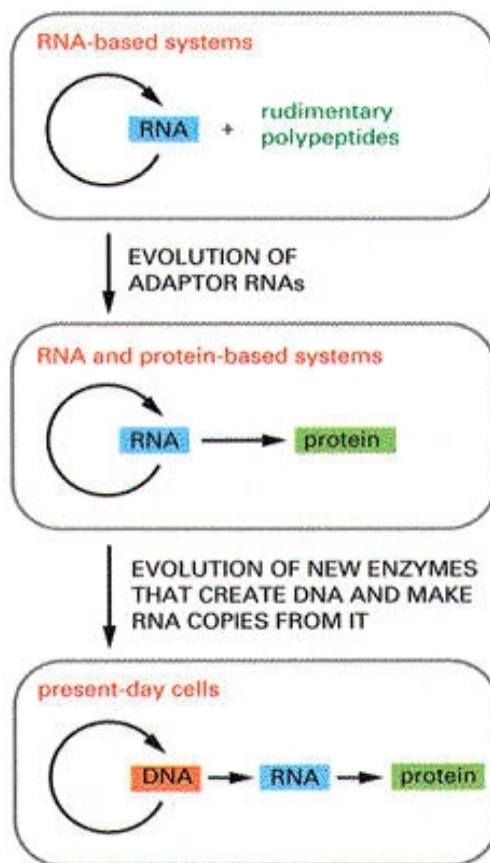 RNA-based systems
RNA + rudimentary
polypeptides
EVOLUTION OF
ADAPTOR RNAs
RNA and protein-based systems
RNA protein
EVOLUTION OF NEW ENZYMES
THAT CREATE DNA AND MAKE
RNA COPIES FROM IT
present-day cells
DNA RNA protein